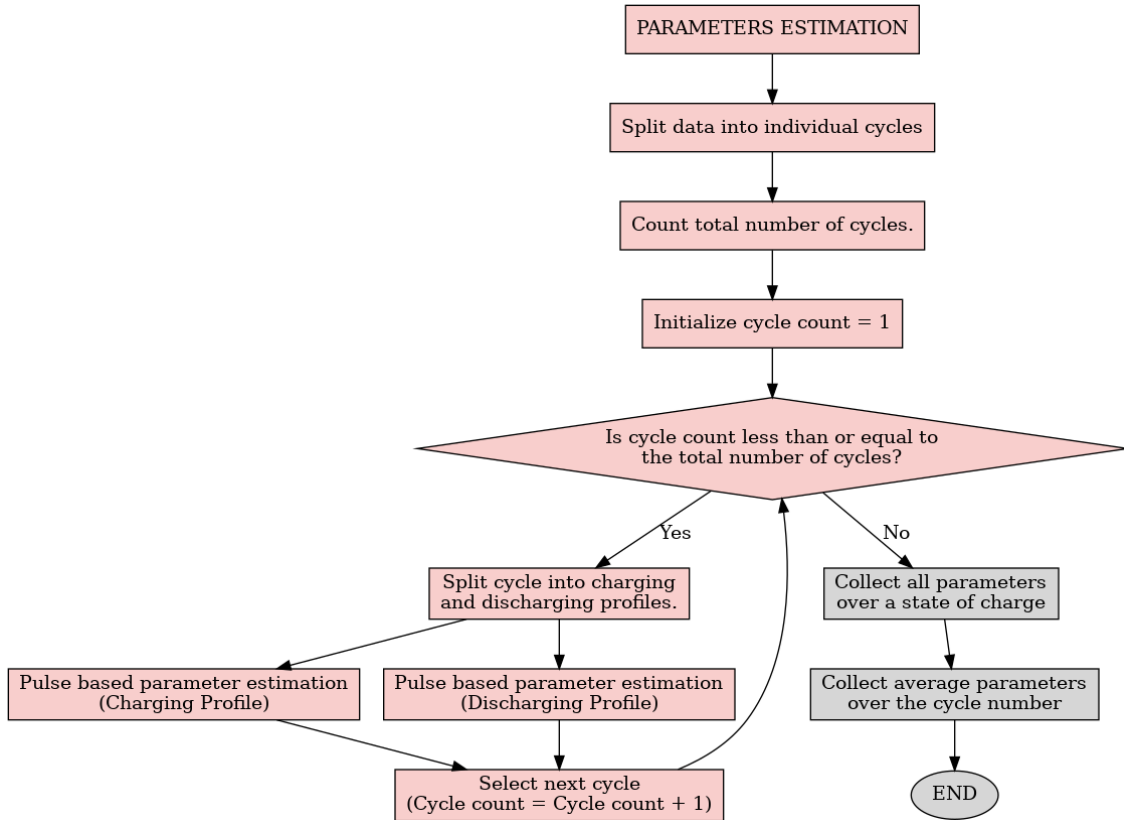 PARAMETERS ESTIMATION
Split data into individual cycles
Count total number of cycles.
Initialize cycle count = 1
Is cycle count less than or equal to
the total number of cycles?
Yes
No
Split cycle into charging
and discharging profiles.
Collect all parameters
over a state of charge
Pulse based parameter estimation
(Charging Profile)
Pulse based parameter estimation
(Discharging Profile)
Collect average parameters
over the cycle number
Select next cycle
(Cycle count = Cycle count + 1)
END